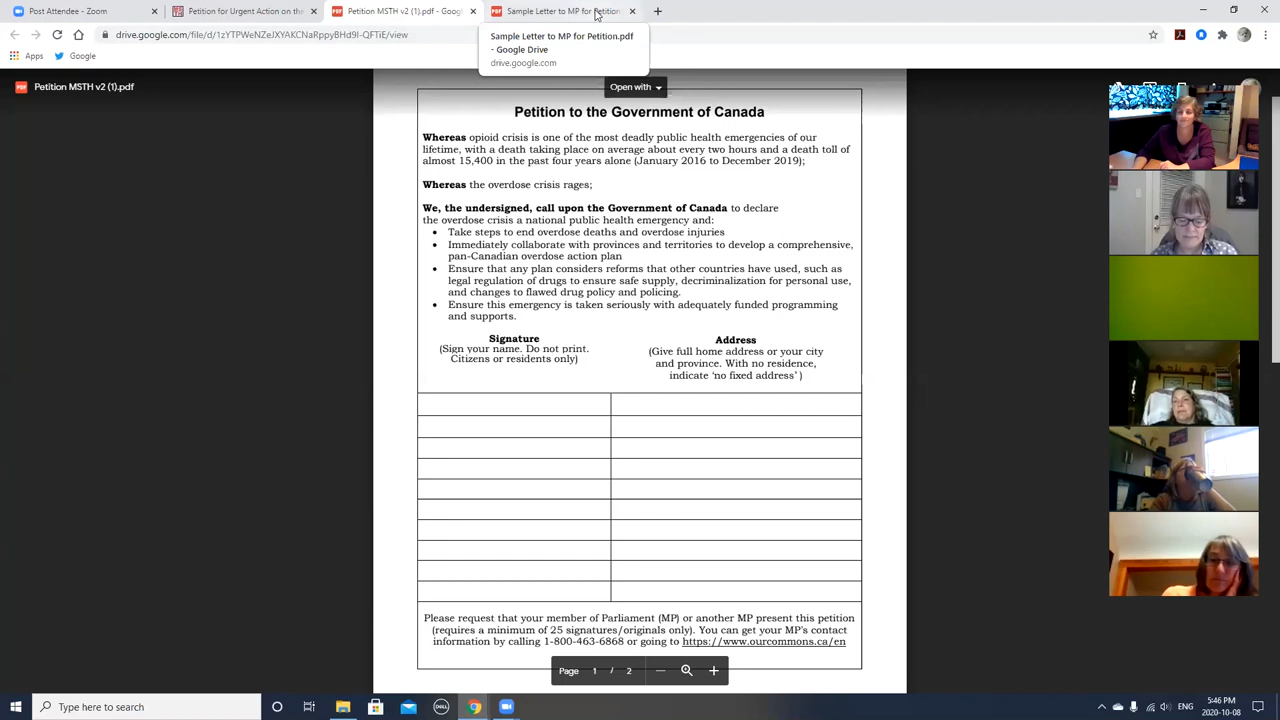 Post Attendee - Zoom
Petition for Urgent Action on the
Petition MSTH v2 (1).pdf - Goog
Sample Letter to MP for Petition
drive.google.com/file/d/1zYTPWeNZeJXYAKCNaRppyBHd9I-QFTiE/view
Apps
Google
Sample Letter to MP for Petition.pdf
- Google Drive
drive.google.com
Petition MSTH v2 (1).pdf
Open with
Petition to the Government of Canada
Whereas opioid crisis is one of the most deadly public health emergencies of our
lifetime, with a death taking place on average about every two hours and a death toll of
almost 15,400 in the past four years alone (January 2016 to December 2019);
Whereas the overdose crisis rages;
We, the undersigned, call upon the Government of Canada to declare
the overdose crisis a national public health emergency and:
• Take steps to end overdose deaths and overdose injuries
• Immediately collaborate with provinces and territories to develop a comprehensive,
pan-Canadian overdose action plan
• Ensure that any plan considers reforms that other countries have used, such as
legal regulation of drugs to ensure safe supply, decriminalization for personal use,
and changes to flawed drug policy and policing.
• Ensure this emergency is taken seriously with adequately funded programming
and supports.
Signature
(Sign your name. Do not print.
Citizens or residents only)
Address
(Give full home address or your city
and province. With no residence,
indicate 'no fixed address' )
Please request that your member of Parliament (MP) or another MP present this petition
(requires a minimum of 25 signatures/originals only). You can get your MP's contact
information by calling 1-800-463-6868 or going to https://www.ourcommons.ca/en
Page 1 / 2
Type here to search
DELL
5:46 PM
2020-10-08